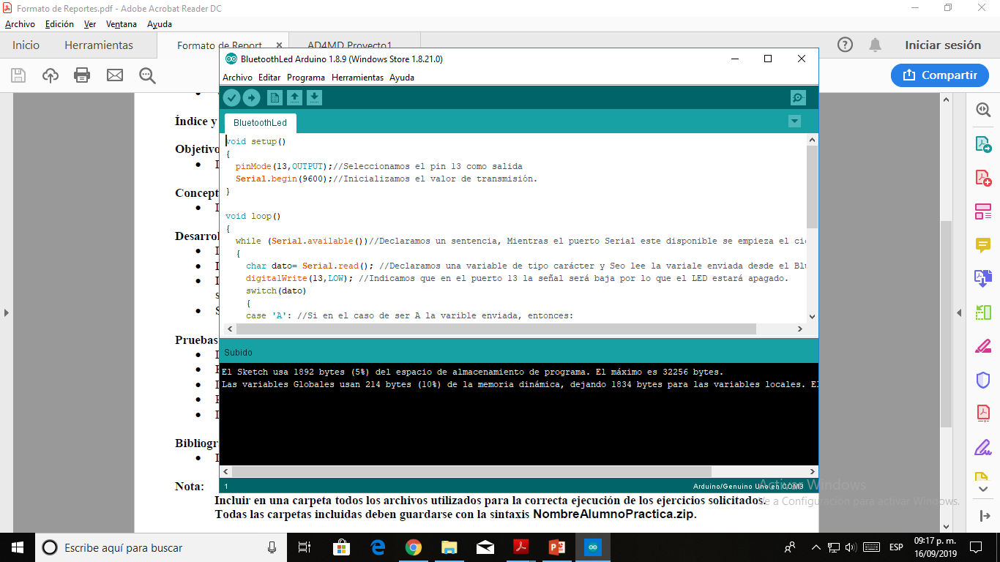 Formato de Reportes.pdf - Adobe Acrobat Reader DC
Archivo Edición Ver Ventana Ayuda
Inicio Herramientas Formato de Report... AD4MD Proyecto1 Iniciar sesión
Compartir
Índice y
Objetivo
Concept
Desarrol
Pruebas
Bibliogr
Nota:
Incluir en una carpeta todos los archivos utilizados para la correcta ejecución de los ejercicios solicitados.
Todas las carpetas incluidas deben guardarse con la sintaxis NombreAlumnoPractica.zip.
BluetoothLed Arduino 1.8.9 (Windows Store 1.8.21.0)
Archivo Editar Programa Herramientas Ayuda
BluetoothLed
void setup()
{
pinMode(13,OUTPUT);//Seleccionamos el pin 13 como salida
Serial.begin(9600);//Inicializamos el valor de transmisión.
}
void loop()
{
while (Serial.available())//Declaramos un sentencia, Mientras el puerto Serial este disponible se empieza el cic
{
char dato= Serial.read(); //Declaramos una variable de tipo carácter y Seo lee la variale enviada desde el Blu
digitalWrite(13,LOW); //Indicamos que en el puerto 13 la señal será baja por lo que el LED estará apagado.
switch(dato)
{
case 'A': //Si en el caso de ser A la varible enviada, entonces:
Subido
El Sketch usa 1892 bytes (5%) del espacio de almacenamiento de programa. El máximo es 32256 bytes.
Las variables Globales usan 214 bytes (10%) de la memoria dinámica, dejando 1834 bytes para las variables locales. El
1
Arduino/Genuino Uno en COM3
Activar Windows
Ve a Configuración para activar Windows.
Escribe aquí para buscar
ESP
09:17 p. m.
16/09/2019